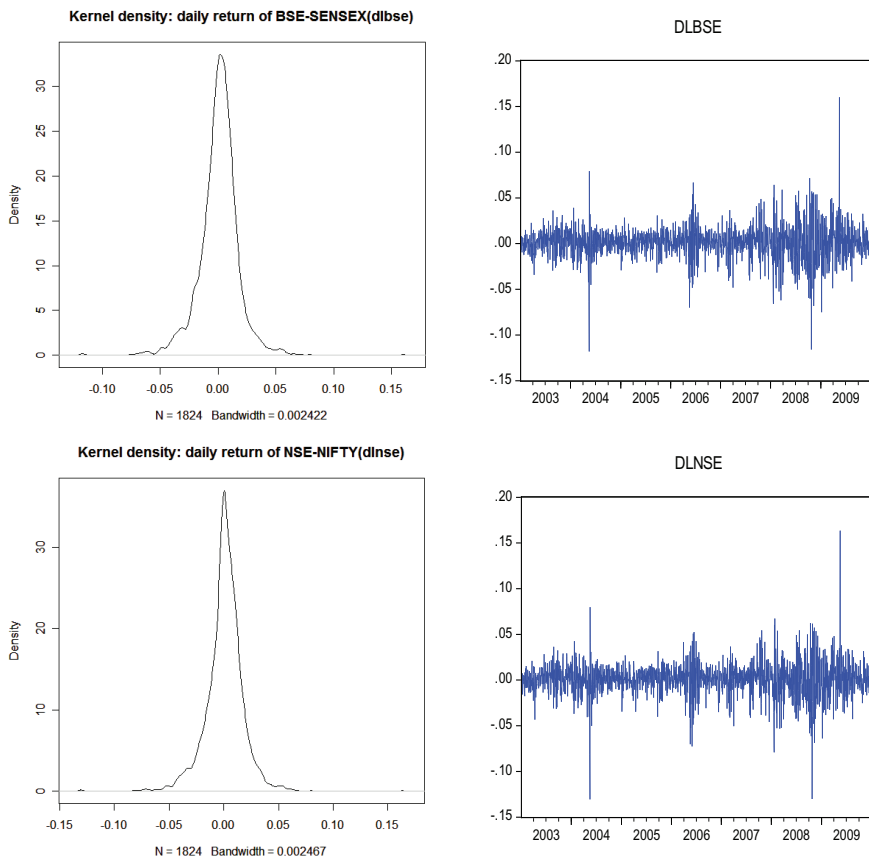 Kernel density: daily return of BSE-SENSEX(dlbse)
Density
0 5 10 15 20 25 30
-0.10 -0.05 0.00 0.05 0.10 0.15
N = 1824 Bandwidth = 0.002422
DLBSE
.20
.15
.10
.05
.00
-.05
-.10
-.15
2003 2004 2005 2006 2007 2008 2009
Kernel density: daily return of NSE-NIFTY(dlnse)
Density
0 10 20 30
-0.15 -0.10 -0.05 0.00 0.05 0.10 0.15
N = 1824 Bandwidth = 0.002467
DLNSE
.20
.15
.10
.05
.00
-.05
-.10
-.15
2003 2004 2005 2006 2007 2008 2009